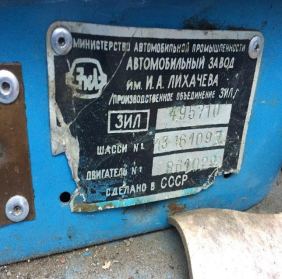 МИНИСТЕРСТВО АВТОМОБИЛЬНОЙ ПРОМЫШЛЕННОСТИ
АВТОМОБИЛЬНЫЙ ЗАВОД
ИМ. И.А. ЛИХАЧЕВА
/ПРОИЗВОДСТВЕННОЕ ОБЪЕДИНЕНИЕ ЗИЛ/
ЗИЛ 495710
ШАССИ №
ДВИГАТЕЛЬ №
СДЕЛАНО В СССР